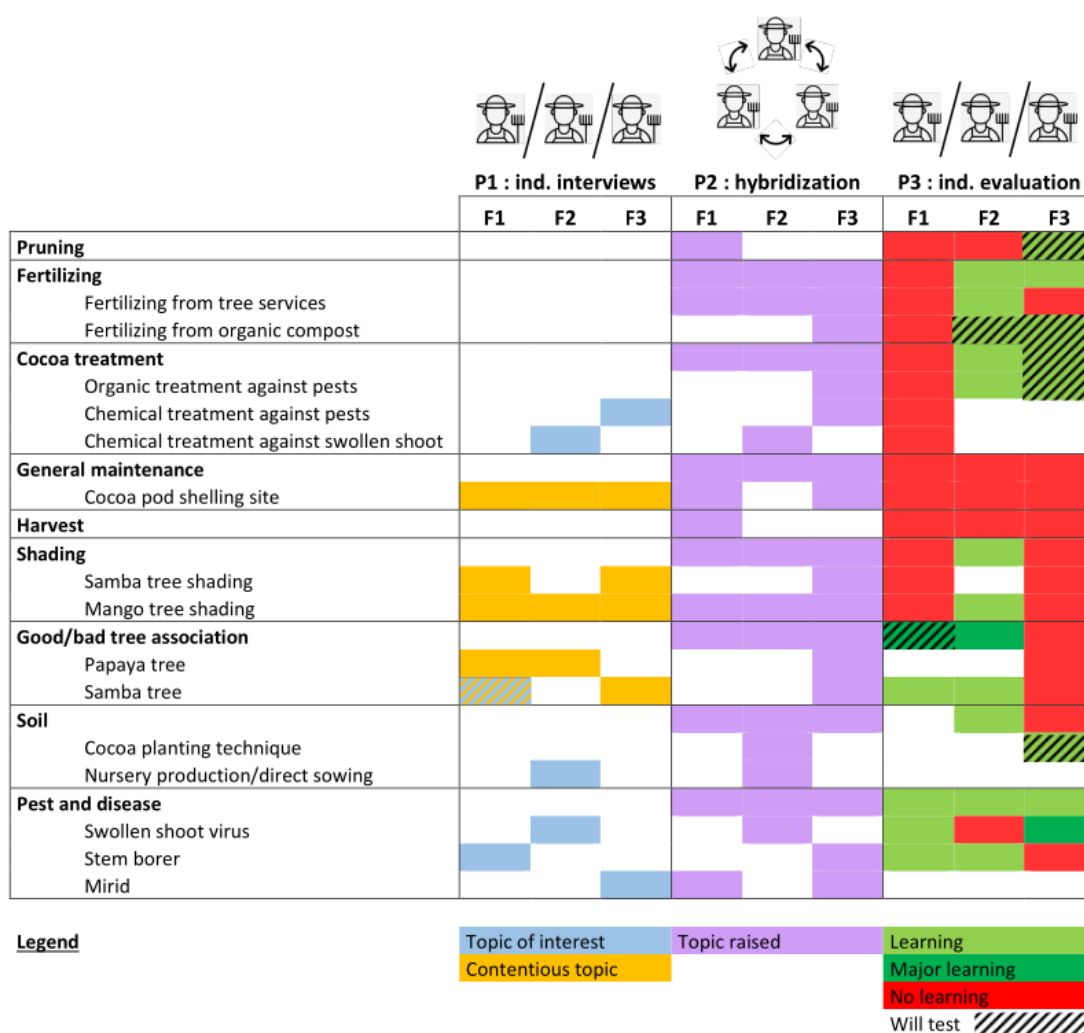 P1 : ind. interviews P2 : hybridization P3 : ind. evaluation
F1 F2 F3 F1 F2 F3 F1 F2 F3
Pruning
Fertilizing
Fertilizing from tree services
Fertilizing from organic compost
Cocoa treatment
Organic treatment against pests
Chemical treatment against pests
Chemical treatment against swollen shoot
General maintenance
Cocoa pod shelling site
Harvest
Shading
Samba tree shading
Mango tree shading
Good/bad tree association
Papaya tree
Samba tree
Soil
Cocoa planting technique
Nursery production/direct sowing
Pest and disease
Swollen shoot virus
Stem borer
Mirid
Legend Topic of interest Topic raised Learning
Contentious topic Major learning
No learning
Will test